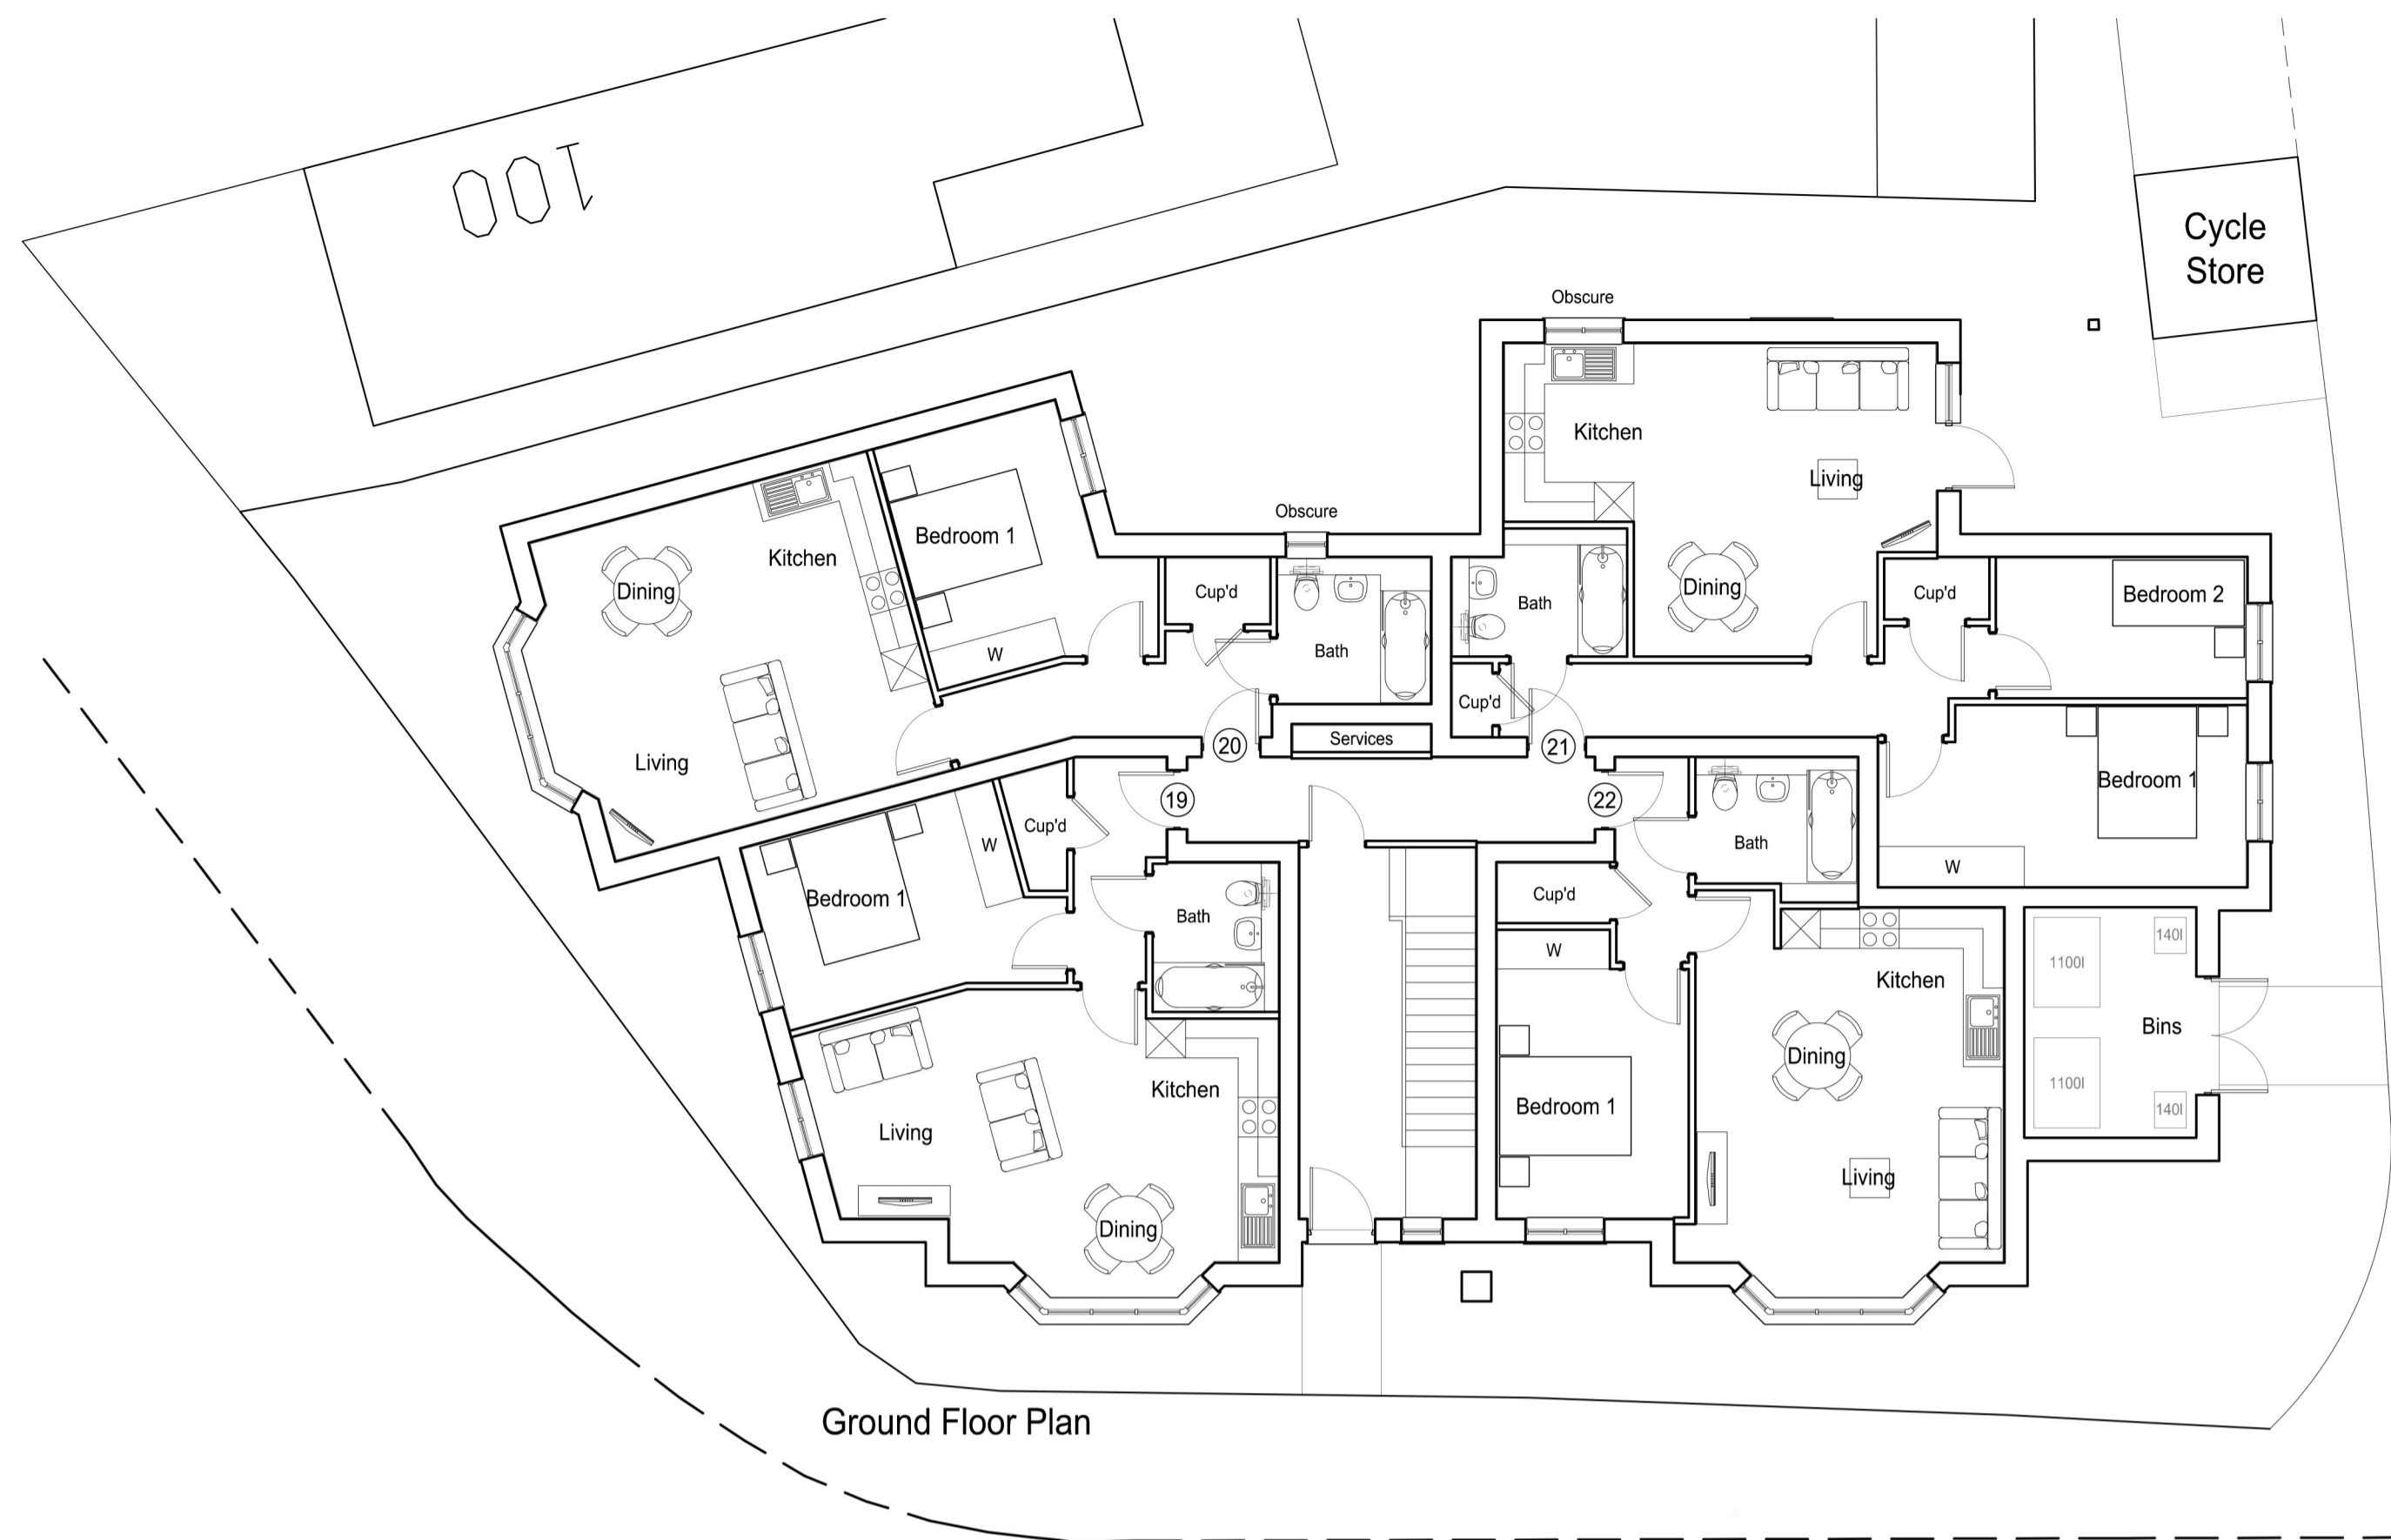 100
Cycle
Store
Obscure
Kitchen
Living
Obscure
Bedroom 1
Kitchen
Dining
Cup'd
Bath
Bath
Dining
Cup'd
Bedroom 2
W
Cup'd
Living
20
Services
21
Bedroom 1
19
22
Cup'd
W
Bath
W
Bedroom 1
Bath
Cup'd
W
140l
1100l
Kitchen
Bins
Dining
Kitchen
1100l
140l
Bedroom 1
Living
Living
Dining
Ground Floor Plan